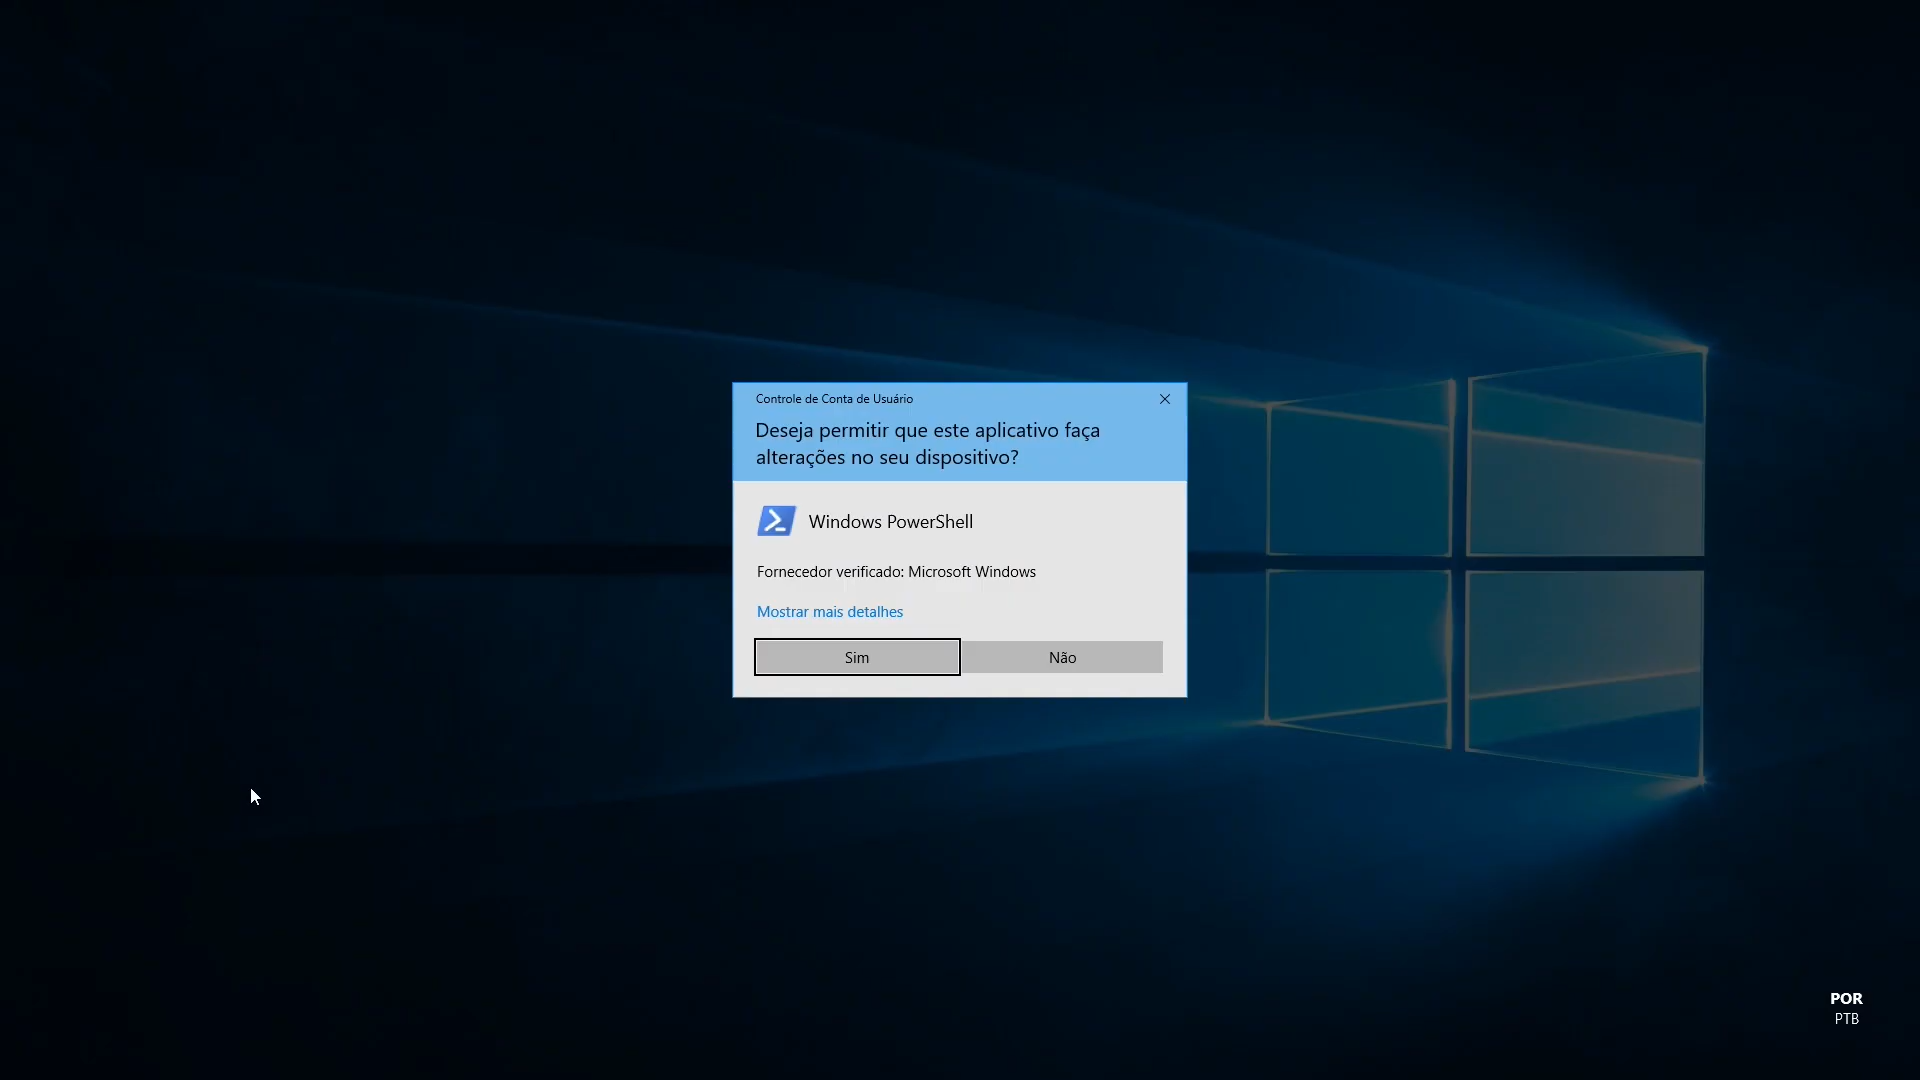 Controle de Conta de Usuário
Deseja permitir que este aplicativo faça
alterações no seu dispositivo?
Windows PowerShell
Fornecedor verificado: Microsoft Windows
Mostrar mais detalhes
Sim
Não
POR
PTB